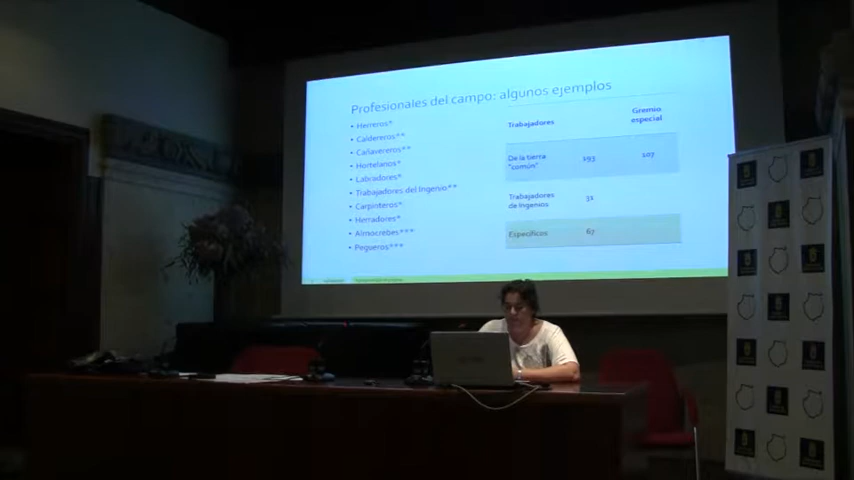 Profesionales del campo: algunos ejemplos
• Herreros*
• Caldereros**
• Cañavereros**
• Hortelanos*
• Labradores*
• Trabajadores del Ingenio**
• Carpinteros*
• Herradores*
• Almocrebes***
• Pegueros***
Trabajadores Gremio especial
De la tierra "común" 193 107
Trabajadores de Ingenios 31
Específicos 67